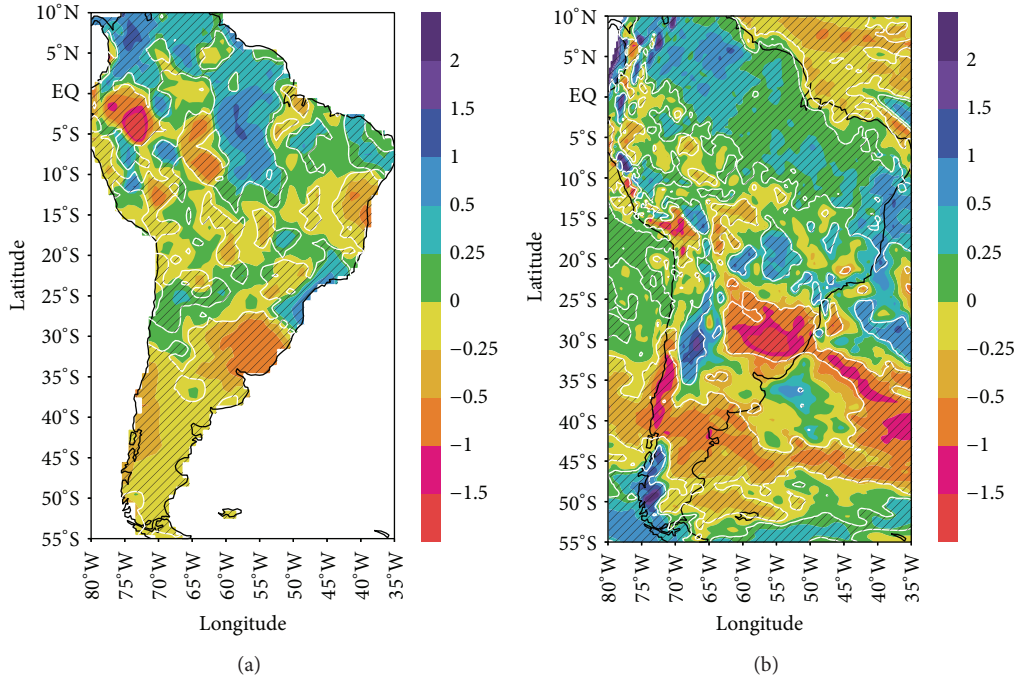 10°N
5°N
EQ
5°S
10°S
15°S
20°S
25°S
30°S
35°S
40°S
45°S
50°S
55°S
Latitude
80°W
75°W
70°W
65°W
60°W
55°W
50°W
45°W
40°W
35°W
Longitude
2
1.5
1
0.5
0.25
0
−0.25
−0.5
−1
−1.5
(a)
10°N
5°N
EQ
5°S
10°S
15°S
20°S
25°S
30°S
35°S
40°S
45°S
50°S
55°S
Latitude
80°W
75°W
70°W
65°W
60°W
55°W
50°W
45°W
40°W
35°W
Longitude
2
1.5
1
0.5
0.25
0
−0.25
−0.5
−1
−1.5
(b)